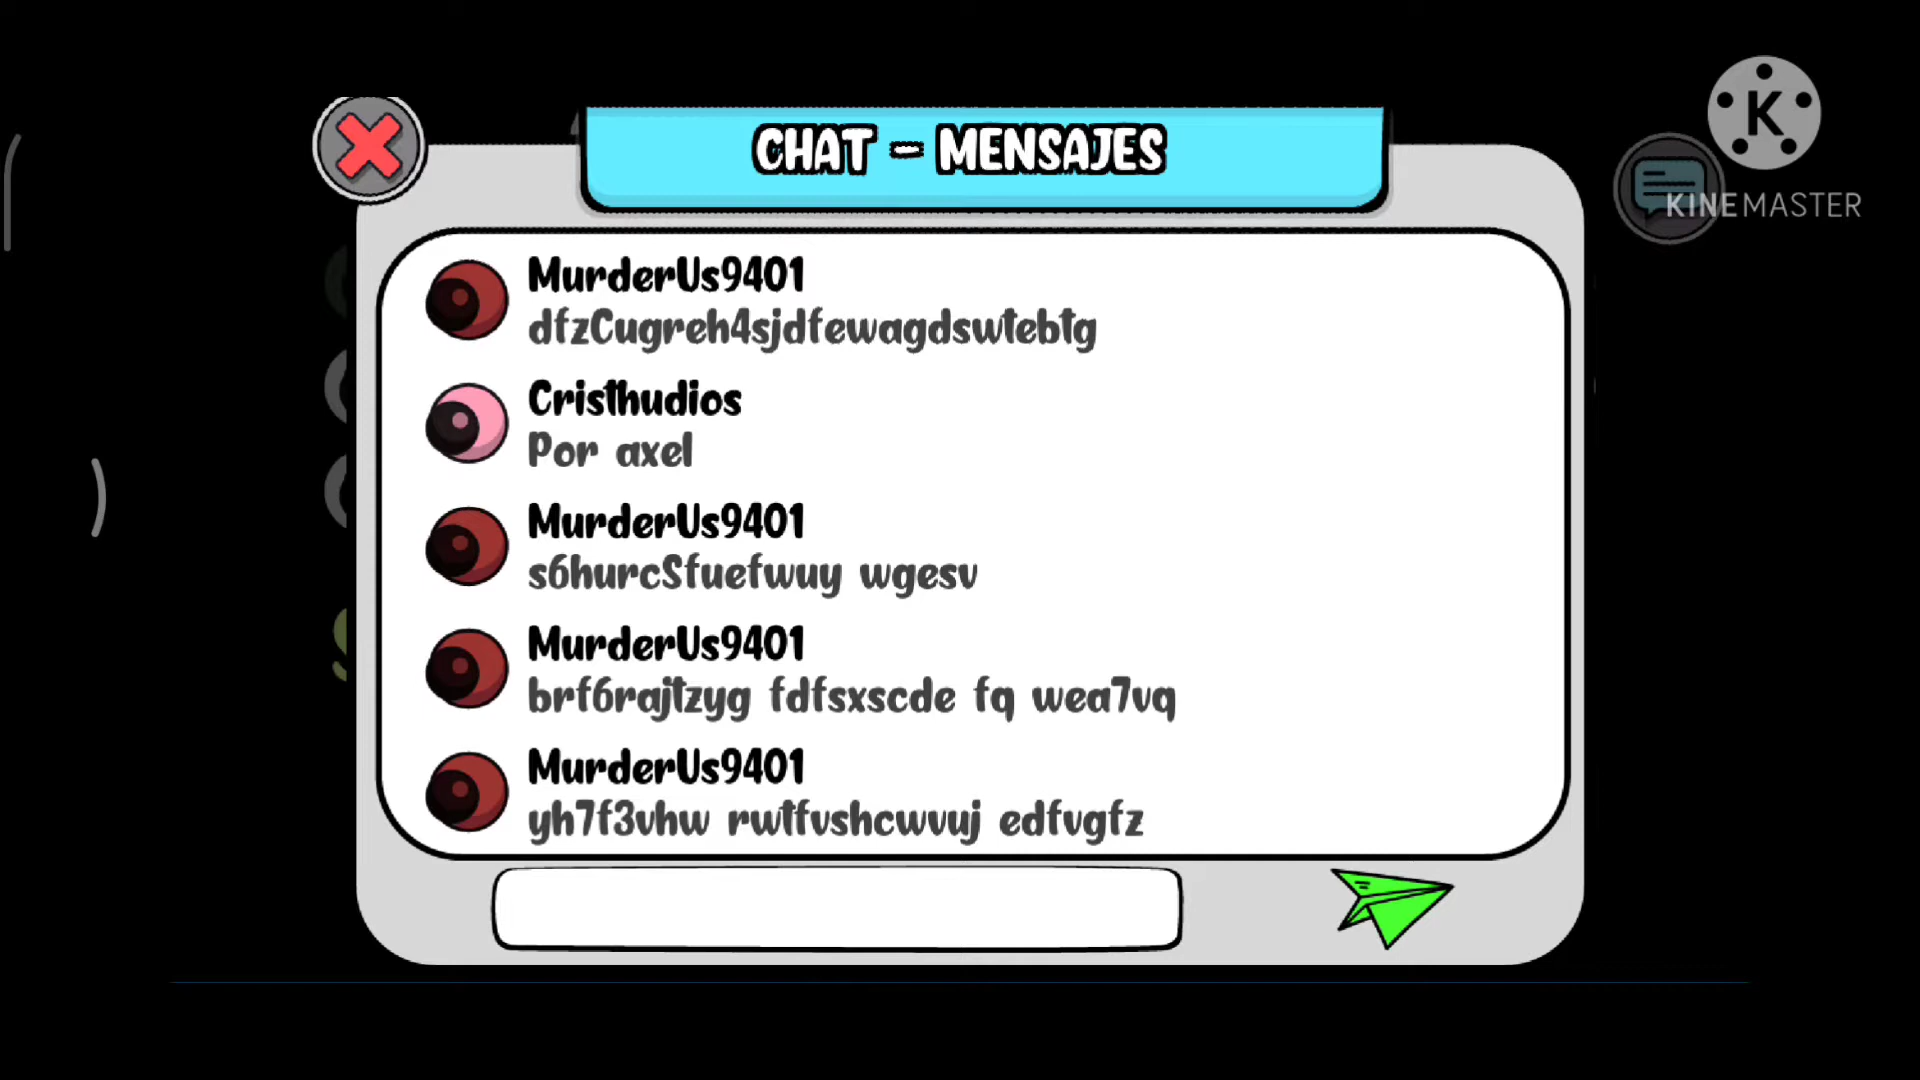 CHAT - MENSAJES
K
KINEMASTER
MurderUs9401
dfzCugreh4sjdfewagdswtebtg
Cristhudios
Por axel
MurderUs9401
s6hurcSfuefwuy wgesv
MurderUs9401
brf6rajtzyg fdfsxscde fq wea7vq
MurderUs9401
yh7f3vhw rwtfvshcwvuj edfvgfz